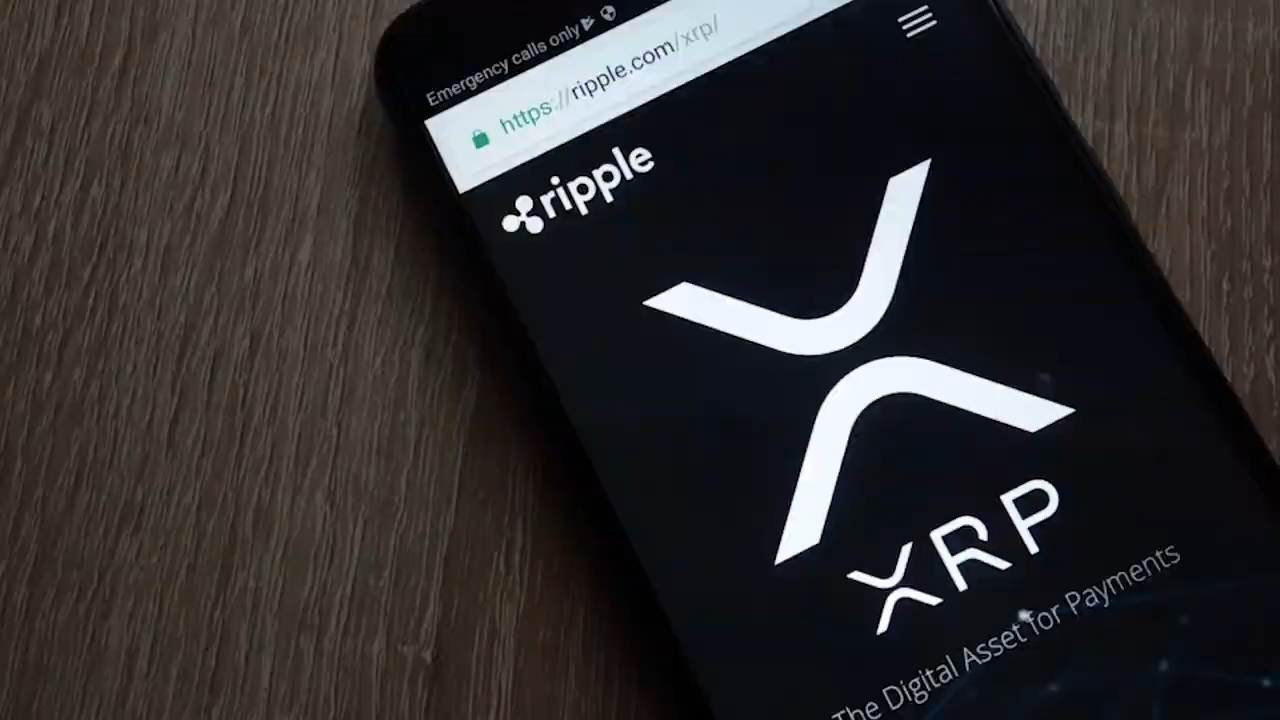 Emergency calls only
https://ripple.com/xrp/
ripple
XRP
The Digital Asset for Payments